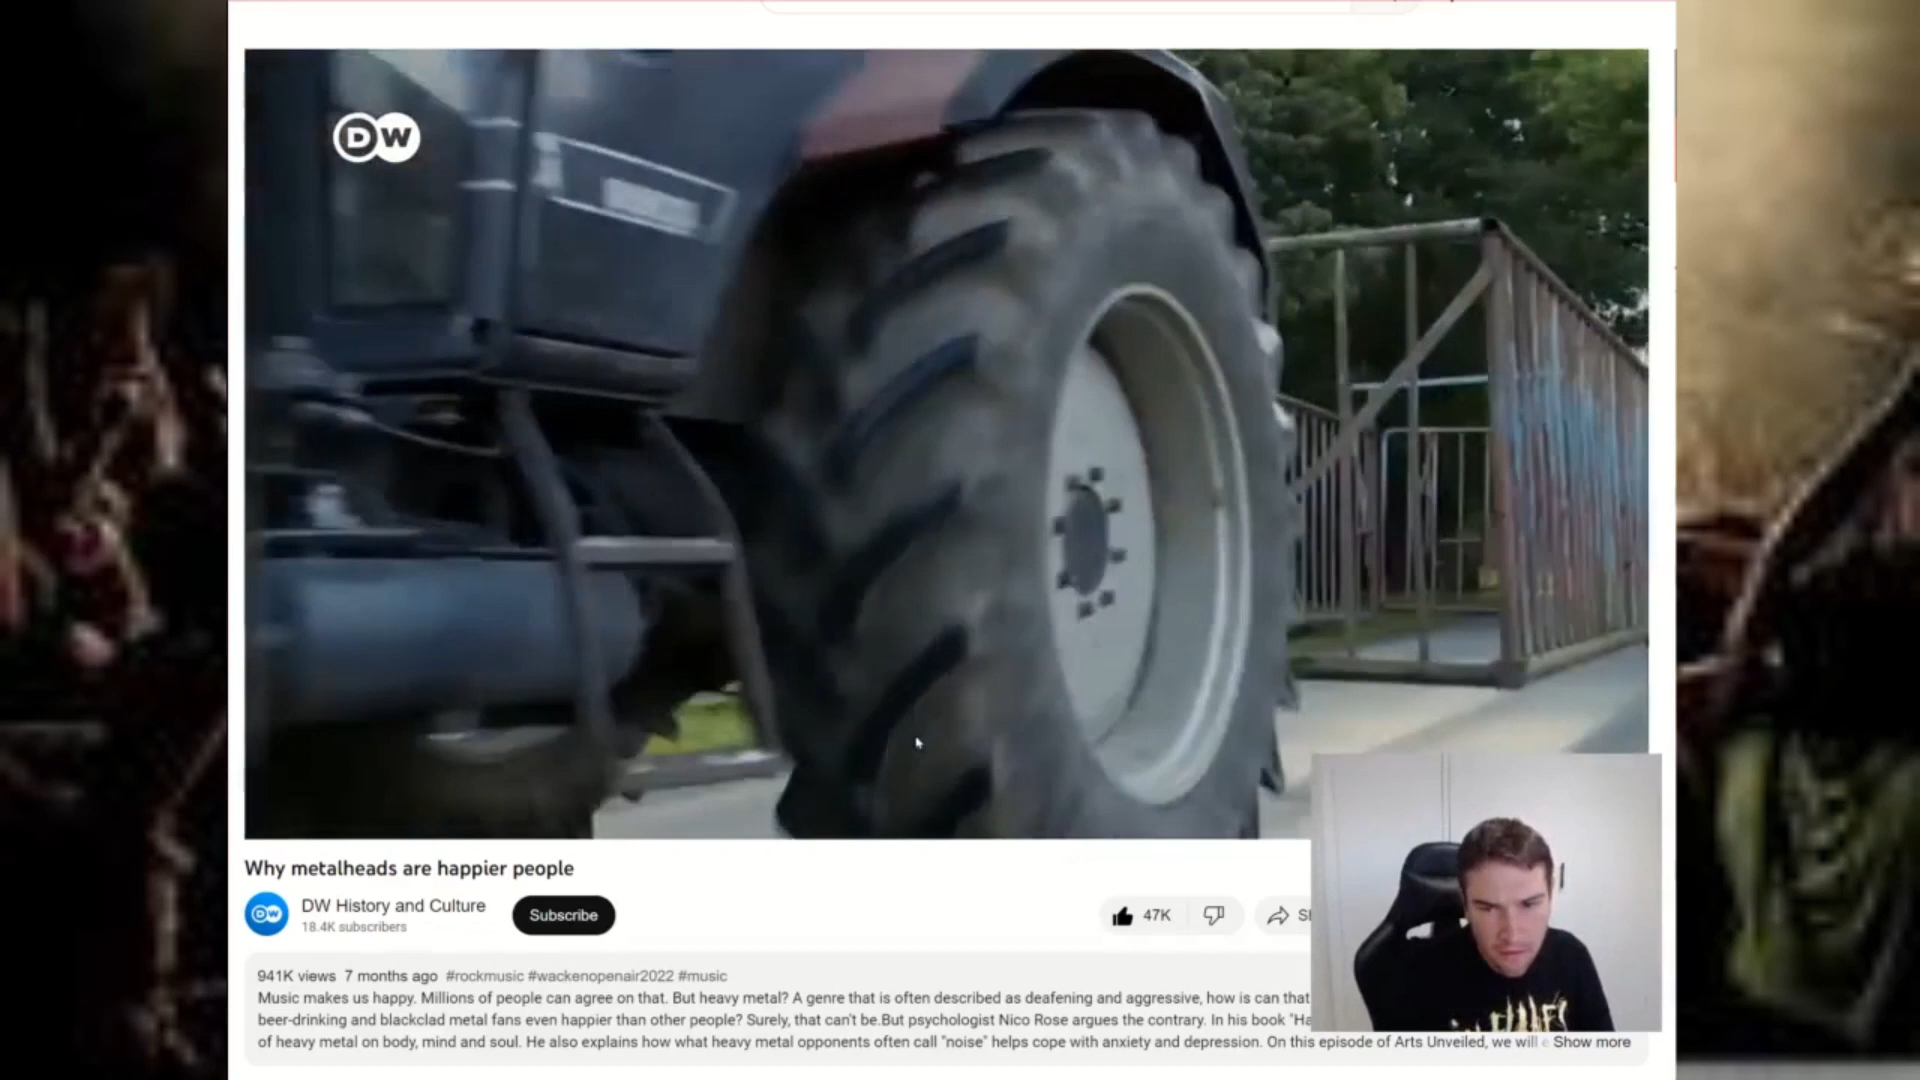 DW
Why metalheads are happier people
DW
DW History and Culture
18.4K subscribers
Subscribe
47K
941K views 7 months ago #rockmusic #wackenopenair2022 #music
Music makes us happy. Millions of people can agree on that. But heavy metal? A genre that is often described as deafening and aggressive, how is can that
beer-drinking and blackclad metal fans even happier than other people? Surely, that can't be.But psychologist Nico Rose argues the contrary. In his book "Ha
of heavy metal on body, mind and soul. He also explains how what heavy metal opponents often call "noise" helps cope with anxiety and depression. On this episode of Arts Unveiled, we will Show more